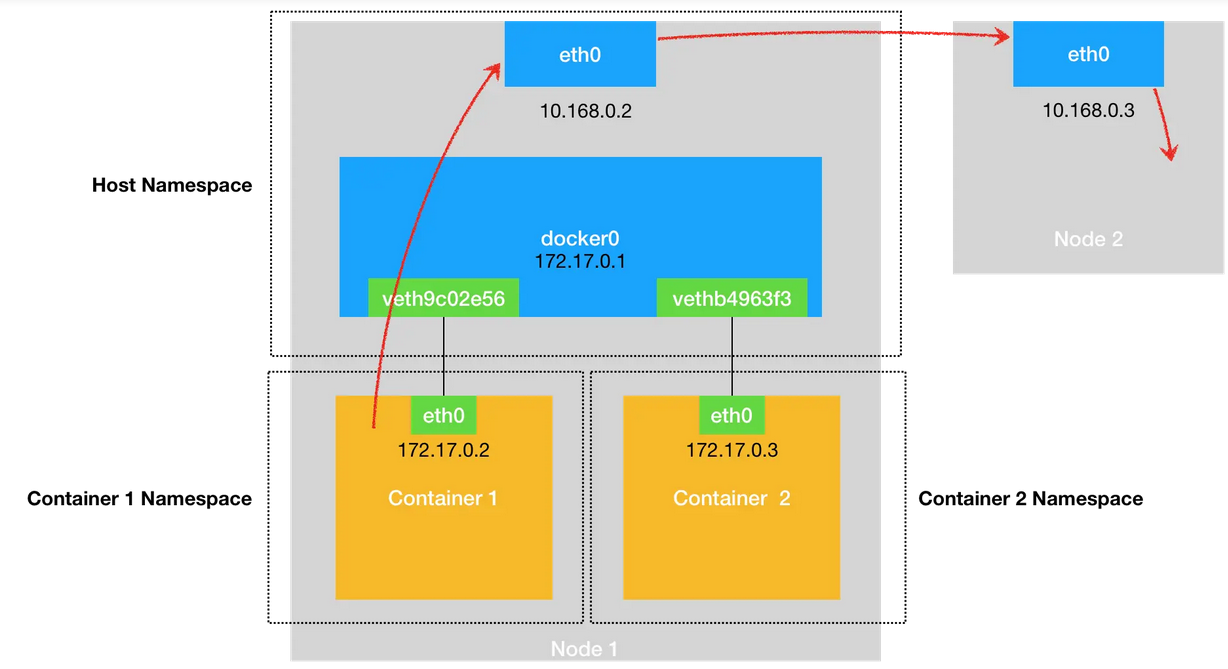 eth0
10.168.0.2
eth0
10.168.0.3
Host Namespace
docker0
172.17.0.1
Node 2
veth9c02e56
vethb4963f3
eth0
172.17.0.2
eth0
172.17.0.3
Container 1 Namespace
Container 1
Container  2
Container 2 Namespace
Node 1